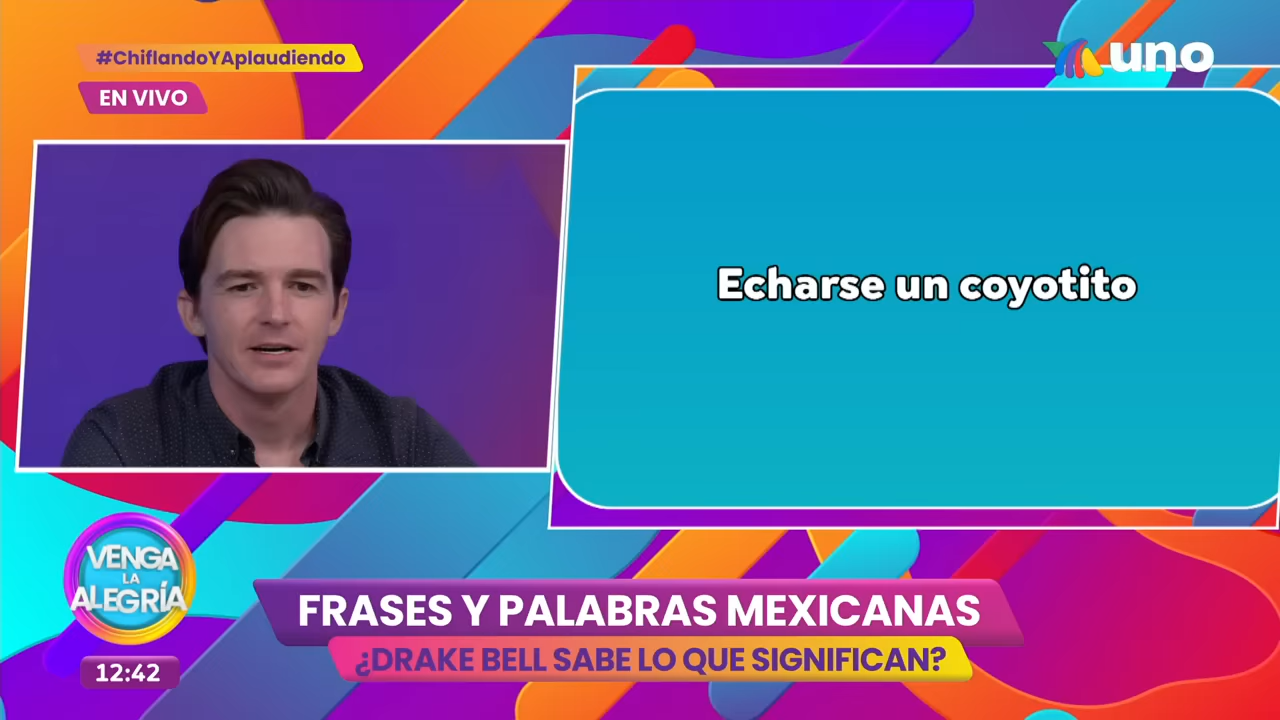 #ChiflandoYAplaudiendo
EN VIVO
uno
Echarse un coyotito
VENGA
LA
ALEGRÍA
12:42
FRASES Y PALABRAS MEXICANAS
¿DRAKE BELL SABE LO QUE SIGNIFICAN?